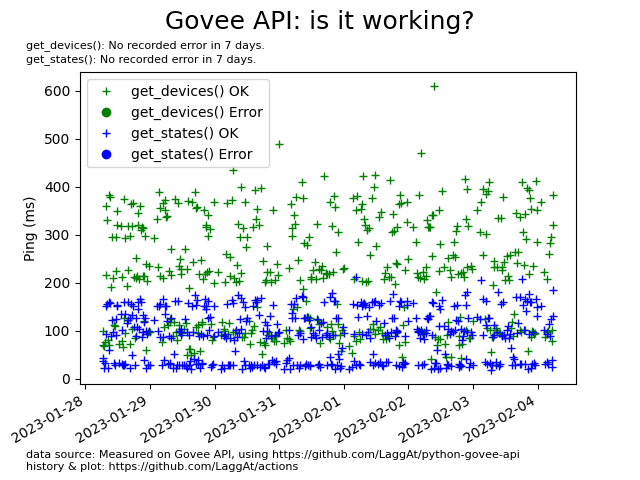 Govee API: is it working?
get_devices(): No recorded error in 7 days.
get_states(): No recorded error in 7 days.
get_devices() OK
get_devices() Error
get_states() OK
get_states() Error
600
500
400
300
200
100
0
Ping (ms)
2023-01-28
2023-01-29
2023-01-30
2023-01-31
2023-02-01
2023-02-02
2023-02-03
2023-02-04
data source: Measured on Govee API, using https://github.com/LaggAt/python-govee-api
history & plot: https://github.com/LaggAt/actions